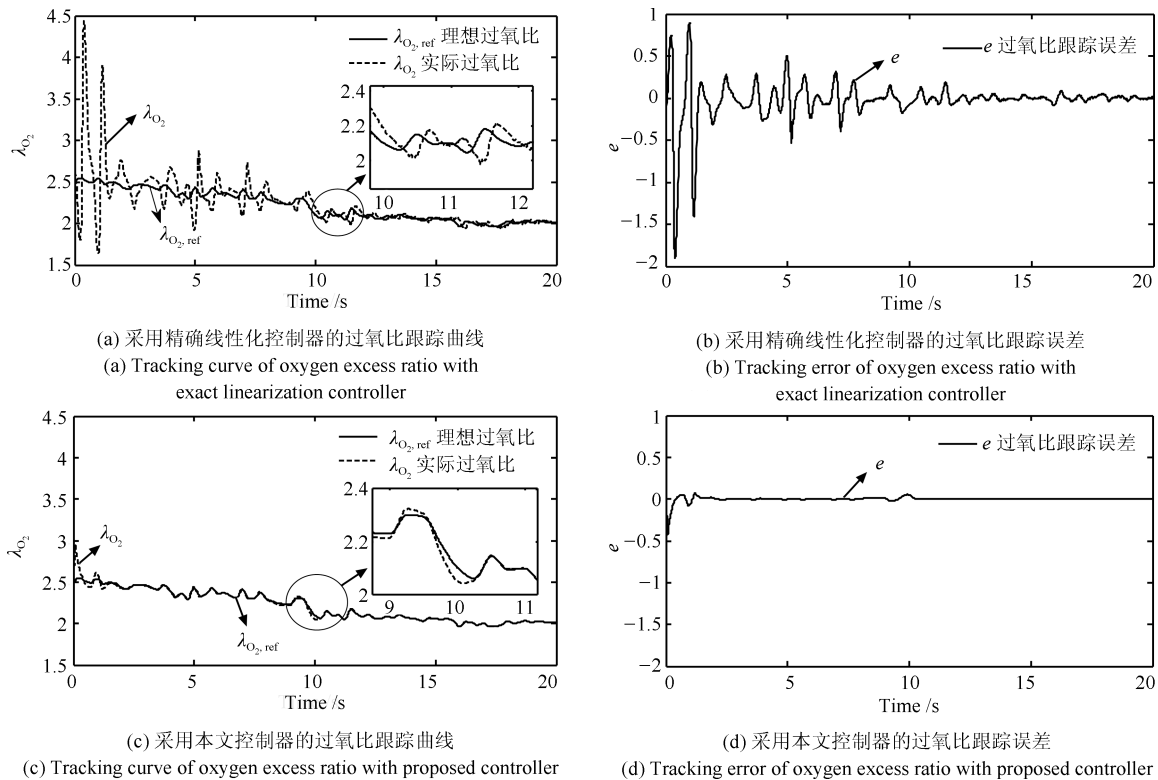 4.5
4
3.5
3
2.5
2
1.5
λO₂
λO₂, ref 理想过氧比
λO₂ 实际过氧比
λO₂
λO₂, ref
2.4
2.2
2
10 11 12
0 5 10 15 20
Time /s
(a) 采用精确线性化控制器的过氧比跟踪曲线
(a) Tracking curve of oxygen excess ratio with
exact linearization controller
1
0.5
0
−0.5
−1
−1.5
−2
e
e 过氧比跟踪误差
e
0 5 10 15 20
Time /s
(b) 采用精确线性化控制器的过氧比跟踪误差
(b) Tracking error of oxygen excess ratio with
exact linearization controller
4.5
4
3.5
3
2.5
2
1.5
λO₂
λO₂, ref 理想过氧比
λO₂ 实际过氧比
λO₂
λO₂, ref
2.4
2.2
2
9 10 11
0 5 10 15 20
Time /s
(c) 采用本文控制器的过氧比跟踪曲线
(c) Tracking curve of oxygen excess ratio with proposed controller
1
0.5
0
−0.5
−1
−1.5
−2
e
e 过氧比跟踪误差
e
0 5 10 15 20
Time /s
(d) 采用本文控制器的过氧比跟踪误差
(d) Tracking error of oxygen excess ratio with proposed controller